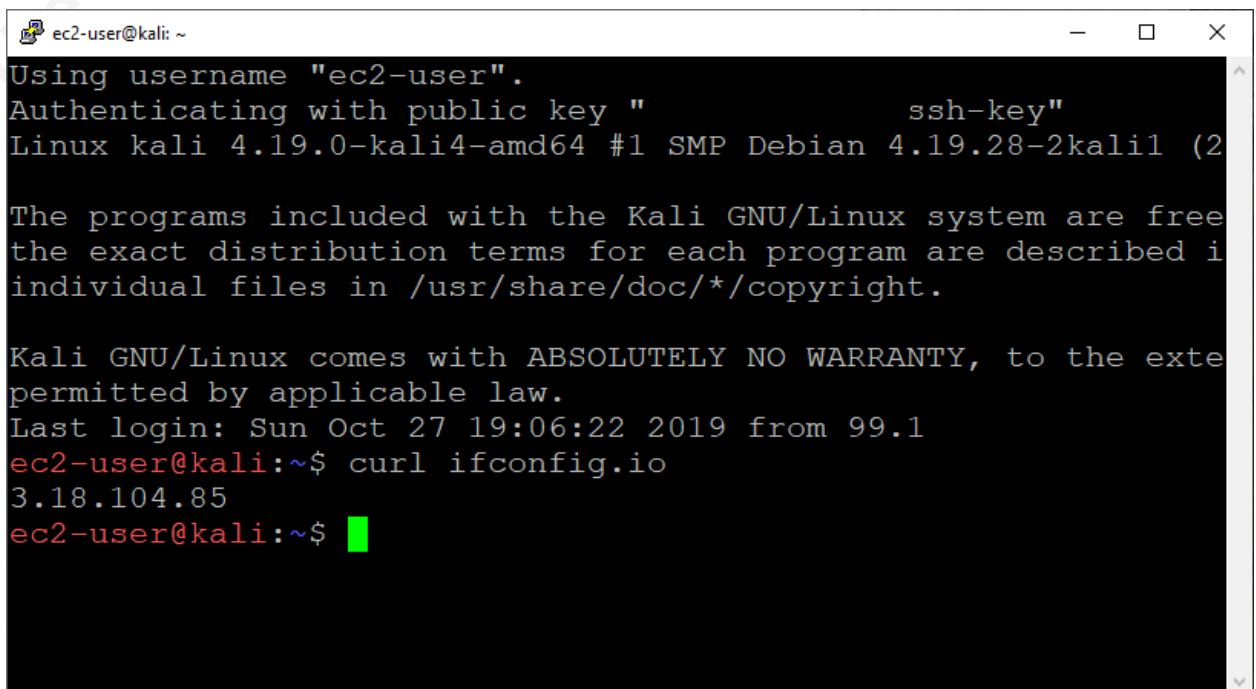 ec2-user@kali: ~
Using username "ec2-user".
Authenticating with public key " ssh-key"
Linux kali 4.19.0-kali4-amd64 #1 SMP Debian 4.19.28-2kali1 (2
The programs included with the Kali GNU/Linux system are free
the exact distribution terms for each program are described i
individual files in /usr/share/doc/*/copyright.
Kali GNU/Linux comes with ABSOLUTELY NO WARRANTY, to the exte
permitted by applicable law.
Last login: Sun Oct 27 19:06:22 2019 from 99.1
ec2-user@kali:~$ curl ifconfig.io
3.18.104.85
ec2-user@kali:~$